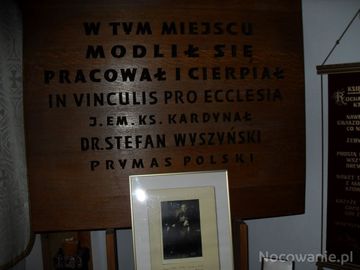 W TVM MIEJSCU
MODLIŁ SIĘ
PRACOWAŁ I CIERPIAŁ
IN VINCULIS PRO ECCLESIA
J. EM. KS. KARDYNAŁ
DR. STEFAN WYSZYŃSKI
PRYMAS POLSKI
Nocowanie.pl